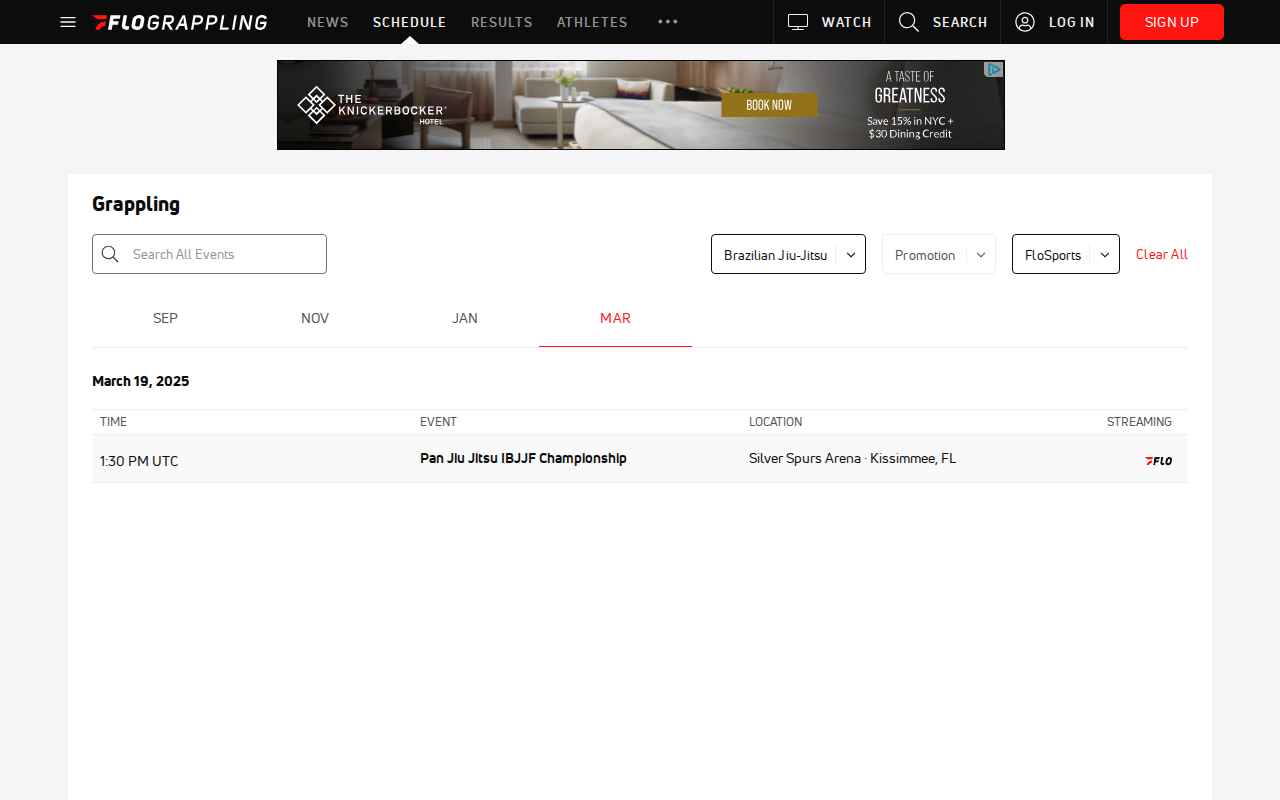 FLOGRAPPLING NEWS SCHEDULE RESULTS ATHLETES WATCH SEARCH LOG IN SIGN UP
THE KNICKERBOCKER HOTEL
BOOK NOW
A TASTE OF
GREATNESS
Save 15% in NYC +
$30 Dining Credit
Grappling
Search All Events Brazilian Jiu-Jitsu Promotion FloSports Clear All
SEP NOV JAN MAR
March 19, 2025
TIME EVENT LOCATION STREAMING
1:30 PM UTC Pan Jiu Jitsu IBJJF Championship Silver Spurs Arena · Kissimmee, FL FLO